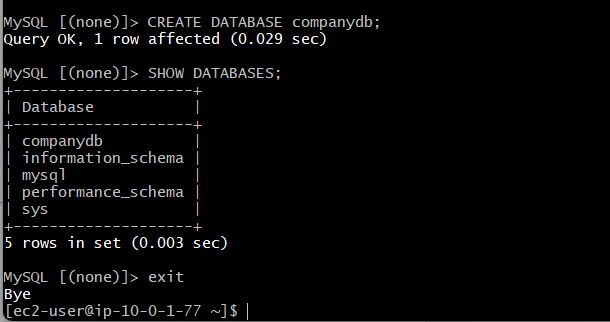 MySQL [(none)]> CREATE DATABASE companydb;
Query OK, 1 row affected (0.029 sec)
MySQL [(none)]> SHOW DATABASES;
+--------------------+
| Database           |
+--------------------+
| companydb          |
| information_schema |
| mysql              |
| performance_schema |
| sys                |
+--------------------+
5 rows in set (0.003 sec)
MySQL [(none)]> exit
Bye
[ec2-user@ip-10-0-1-77 ~]$